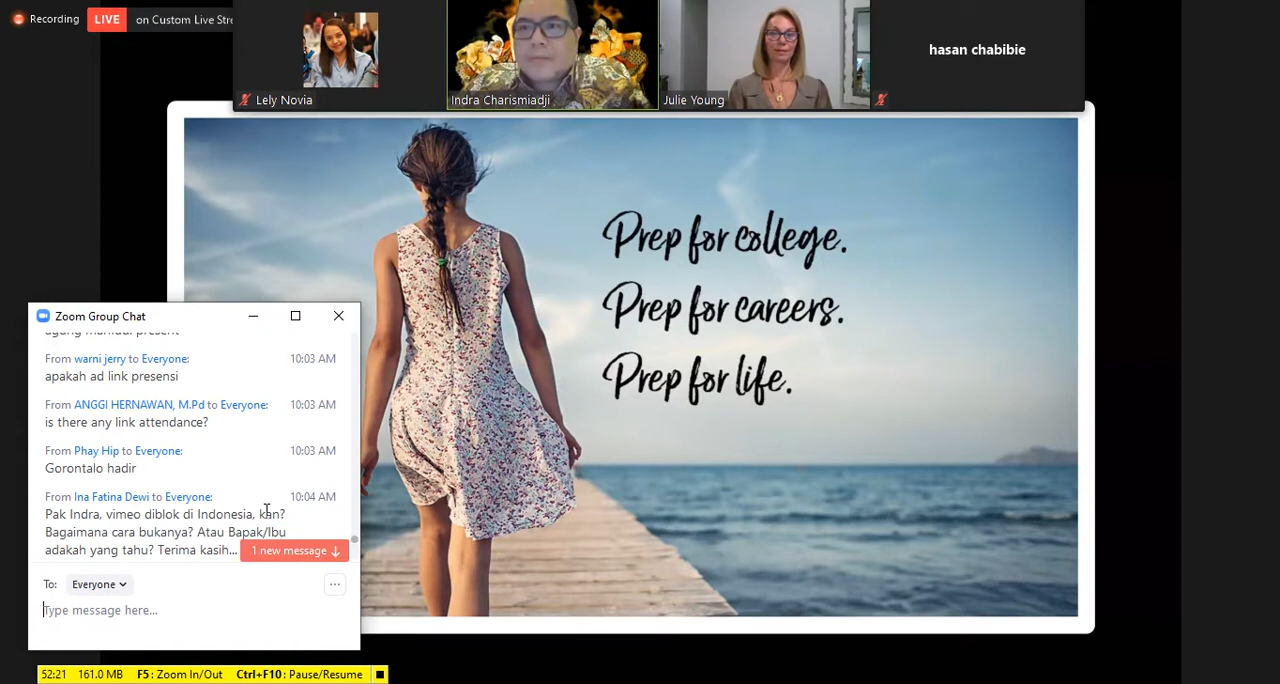 Recording
LIVE
on Custom Live Stre
Lely Novia
Indra Charismiadji
Julie Young
hasan chabibie
Prep for college.
Prep for careers.
Prep for life.
Zoom Group Chat
From warni jerry to Everyone:
10:03 AM
apakah ad link presensi
From ANGGI HERNAWAN, M.Pd to Everyone:
10:03 AM
is there any link attendance?
From Phay Hip to Everyone:
10:03 AM
Gorontalo hadir
From Ina Fatina Dewi to Everyone:
10:04 AM
Pak Indra, vimeo diblok di Indonesia, kan?
Bagaimana cara bukanya? Atau Bapak/Ibu
adakah yang tahu? Terima kasih...
1 new message ↓
To: Everyone
...
Type message here...
52:21 161.0 MB F5: Zoom In/Out Ctrl+F10: Pause/Resume